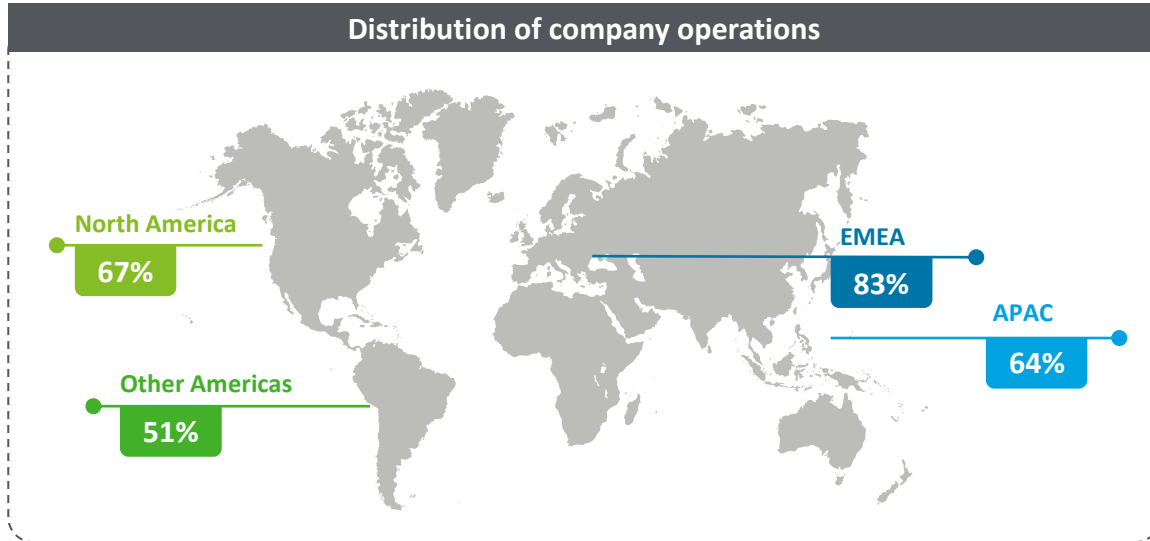 Distribution of company operations
North America
67%
EMEA
83%
APAC
64%
Other Americas
51%